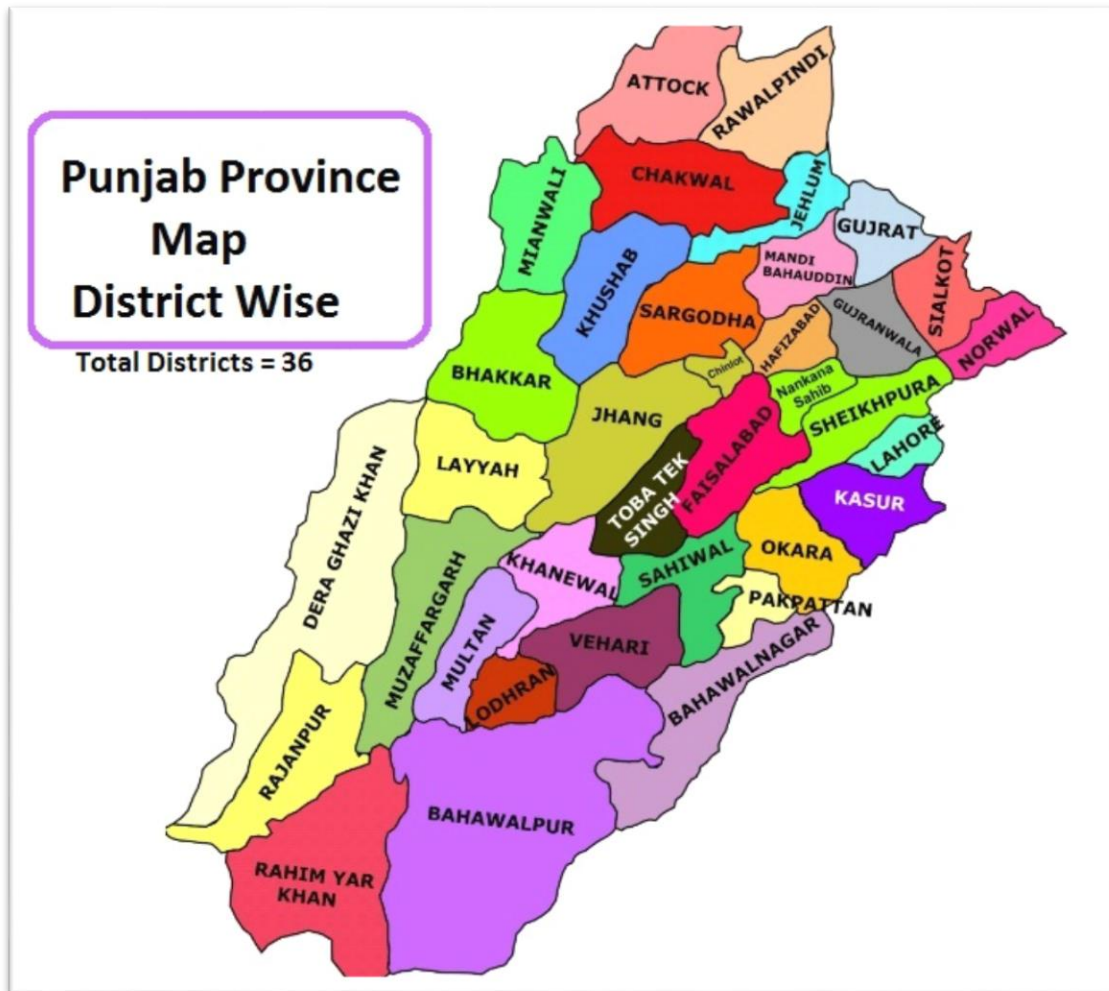 Punjab Province
Map
District Wise
Total Districts = 36
ATTOCK
RAWALPINDI
CHAKWAL
JEHLUM
MIANWALI
GUJRAT
KHUSHAB
MANDI
BAHAUDDIN
SARGODHA
SIALKOT
HAFIZABAD
GUJRANWALA
NORWAL
BHAKKAR
Chiniot
Nankana
Sahib
SHEIKHPURA
JHANG
FAISALABAD
LAHORE
LAYYAH
TOBA TEK
SINGH
KASUR
DERA GHAZI KHAN
OKARA
KHANEWAL
SAHIWAL
MUZAFFARGARH
PAKPATTAN
MULTAN
VEHARI
BAHAWALNAGAR
LODHRAN
RAJANPUR
BAHAWALPUR
RAHIM YAR
KHAN